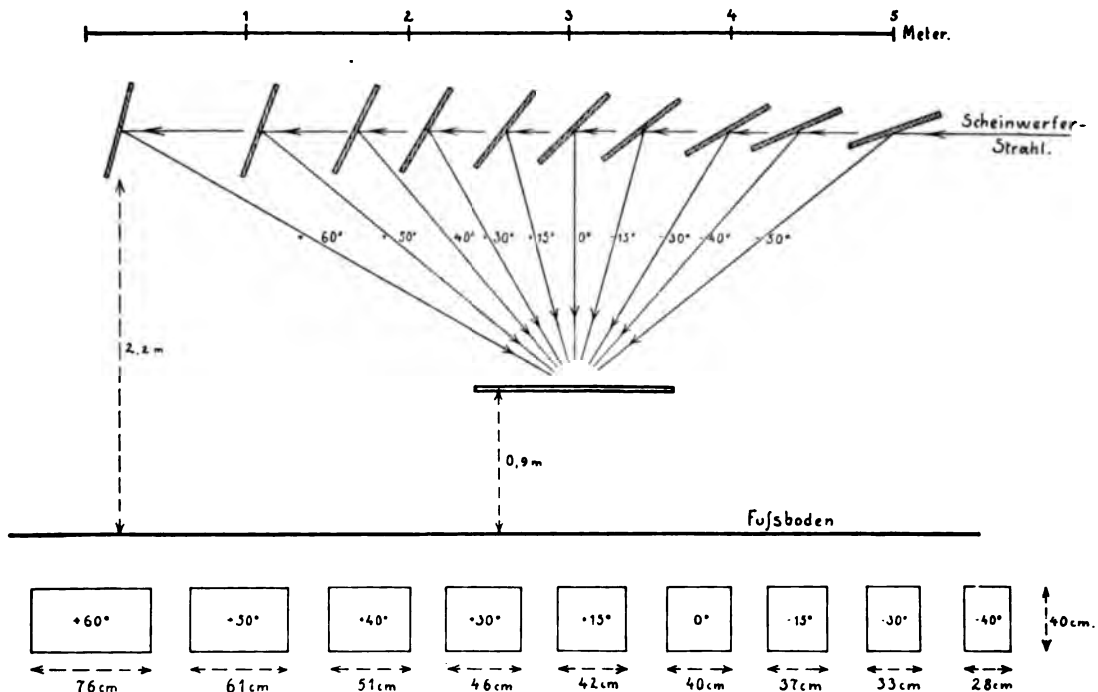 1 2 3 4 5
Meter.
Scheinwerfer-
Strahl.
+ 60° + 50° 40° +30° +15° 0° -15° -30° -40° -50°
2,2m
0,9m
Fuſsboden
+60° +50° +40° +30° +15° 0° -15° -30° -40°
40cm.
76cm 61cm 51cm 46cm 42cm 40cm 37cm 33cm 28cm